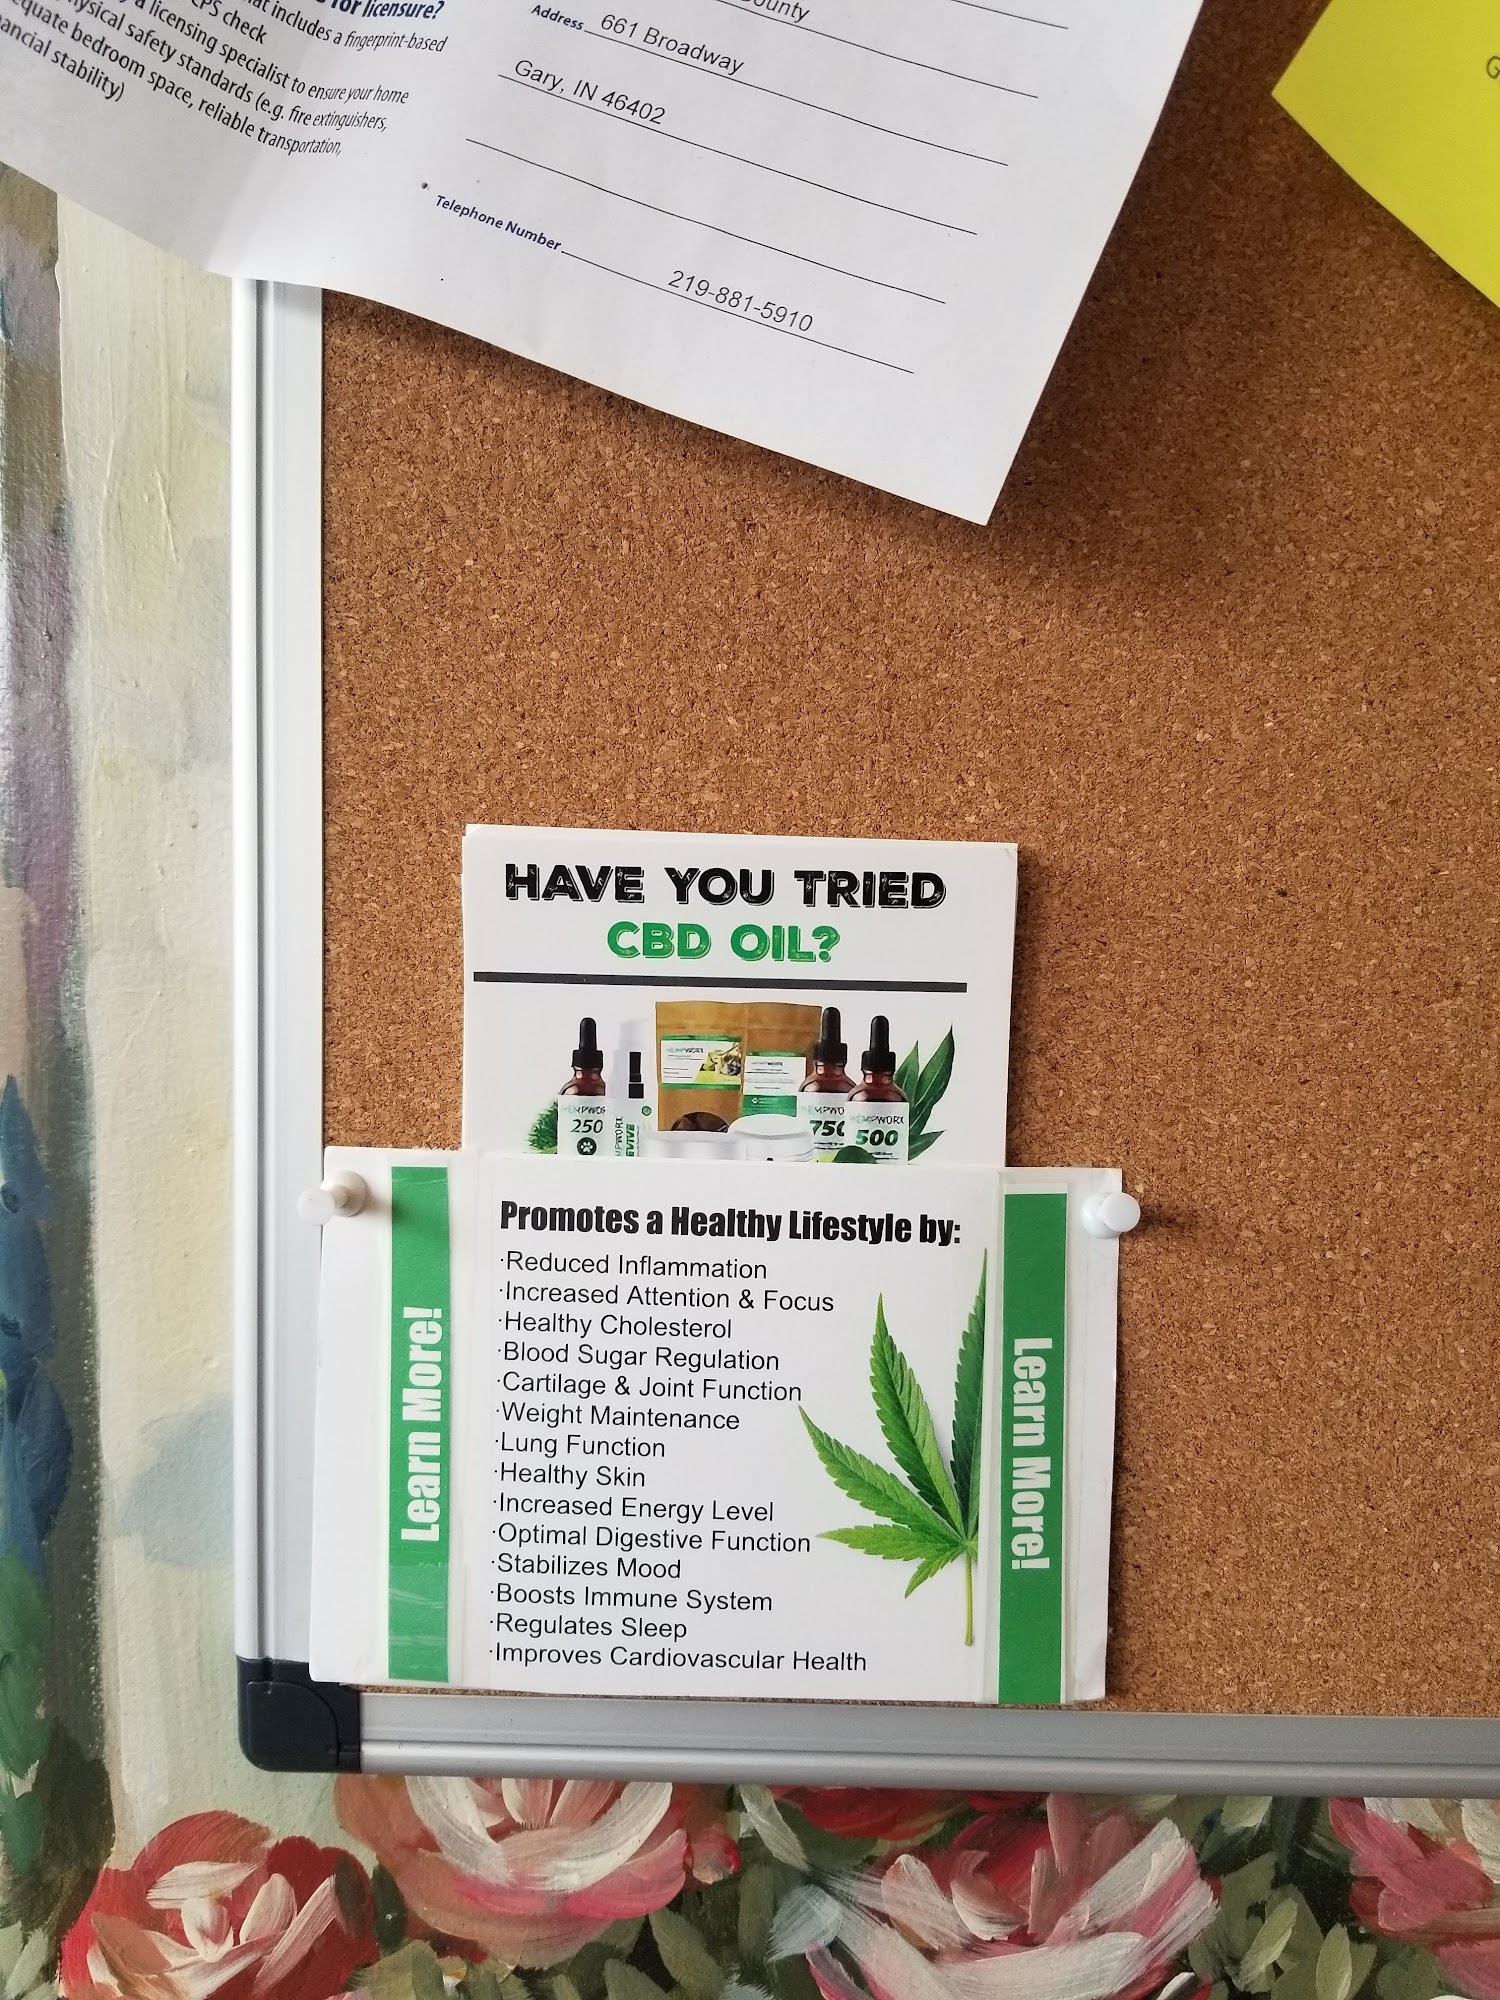 for licensure?
at includes a fingerprint-based
CPS check
a licensing specialist to ensure your home
physical safety standards (e.g. fire extinguishers,
equate bedroom space, reliable transportation,
ancial stability)
ounty
Address 661 Broadway
Gary, IN 46402
Telephone Number 219-881-5910
G
HAVE YOU TRIED
CBD OIL?
250
750
HEMPWORX
500
Learn More!
Promotes a Healthy Lifestyle by:
·Reduced Inflammation
·Increased Attention & Focus
·Healthy Cholesterol
·Blood Sugar Regulation
·Cartilage & Joint Function
·Weight Maintenance
·Lung Function
·Healthy Skin
·Increased Energy Level
·Optimal Digestive Function
·Stabilizes Mood
·Boosts Immune System
·Regulates Sleep
·Improves Cardiovascular Health
Learn More!